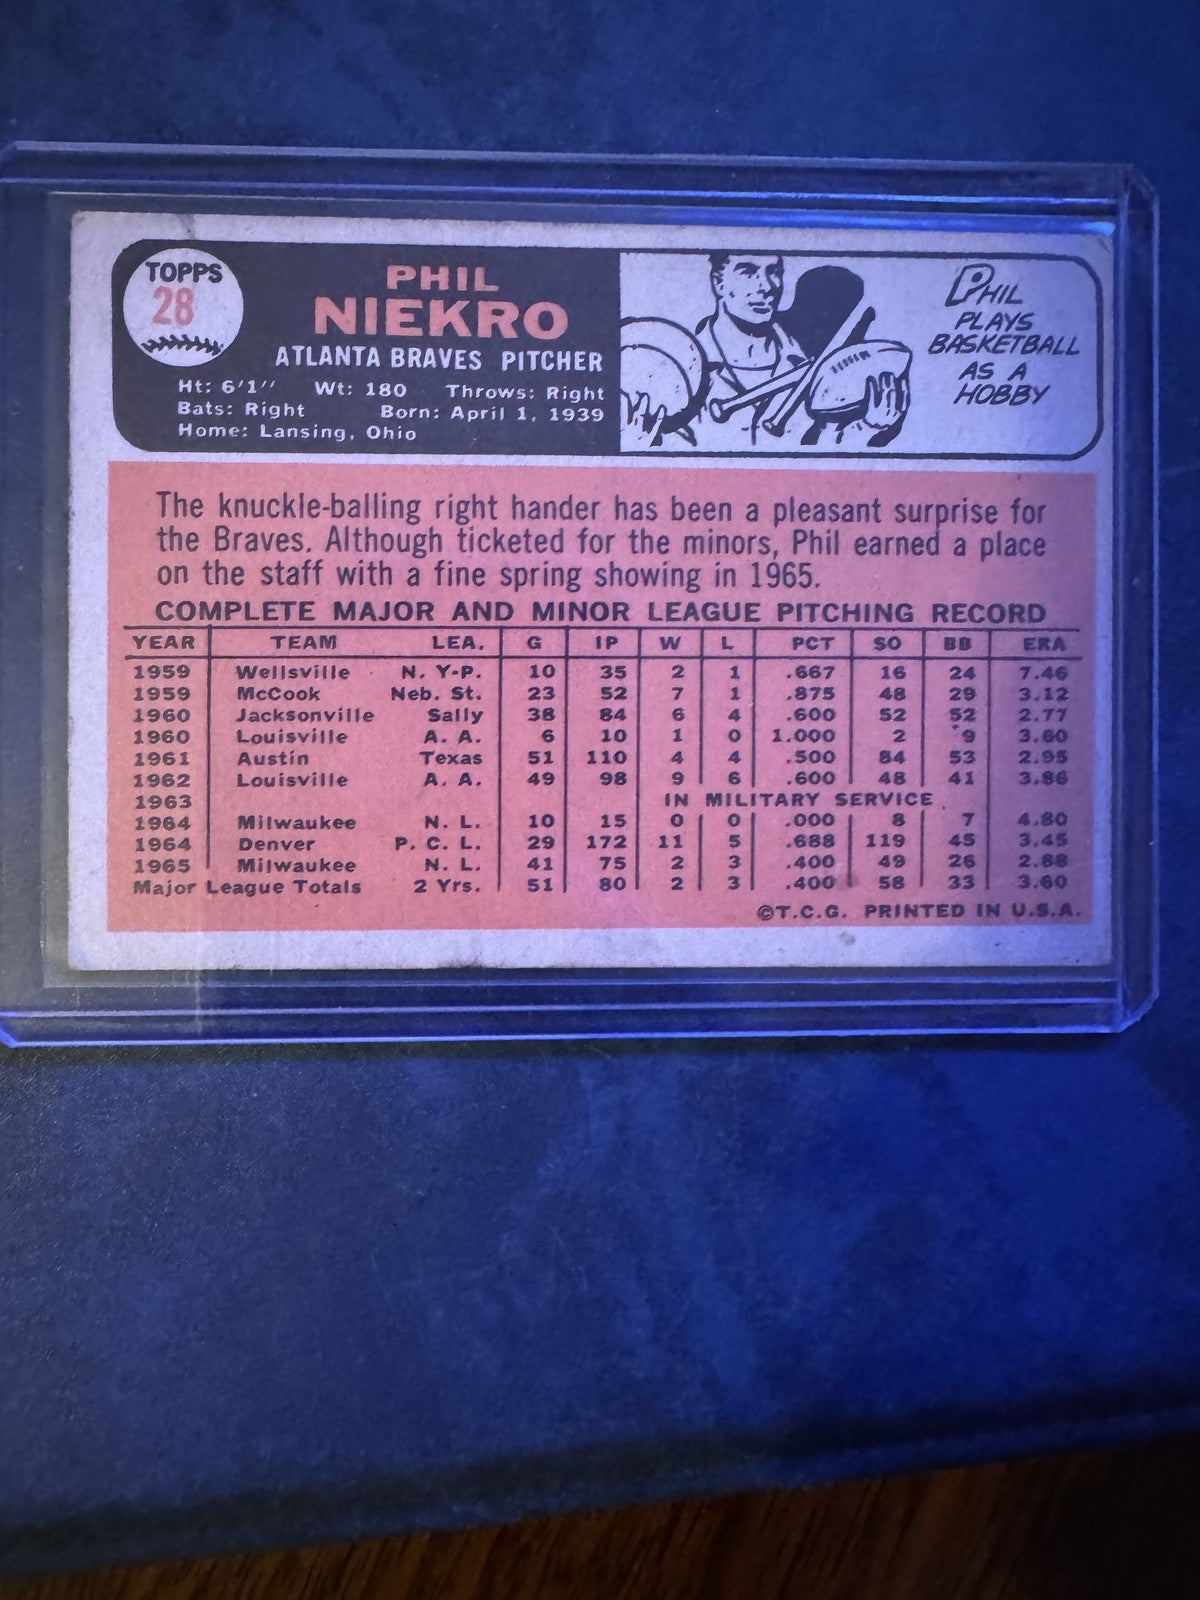 TOPPS
28
PHIL
NIEKRO
ATLANTA BRAVES PITCHER
Ht: 6'1" Wt: 180 Throws: Right
Bats: Right Born: April 1, 1939
Home: Lansing, Ohio
PHIL
PLAYS
BASKETBALL
AS A
HOBBY
The knuckle-balling right hander has been a pleasant surprise for
the Braves. Although ticketed for the minors, Phil earned a place
on the staff with a fine spring showing in 1965.
COMPLETE MAJOR AND MINOR LEAGUE PITCHING RECORD
YEAR TEAM LEA. G IP W L PCT SO BB ERA
1959 Wellsville N. Y-P. 10 35 2 1 .667 16 24 7.46
1959 McCook Neb. St. 23 52 7 1 .875 48 29 3.12
1960 Jacksonville Sally 38 84 6 4 .600 52 52 2.77
1960 Louisville A. A. 6 10 1 0 1.000 2 9 3.60
1961 Austin Texas 51 110 4 4 .500 84 53 2.95
1962 Louisville A. A. 49 98 9 6 .600 48 41 3.86
1963 IN MILITARY SERVICE
1964 Milwaukee N. L. 10 15 0 0 .000 8 7 4.80
1964 Denver P. C. L. 29 172 11 5 .688 119 45 3.45
1965 Milwaukee N. L. 41 75 2 3 .400 49 26 2.88
Major League Totals 2 Yrs. 51 80 2 3 .400 58 33 3.60
©T.C.G. PRINTED IN U.S.A.